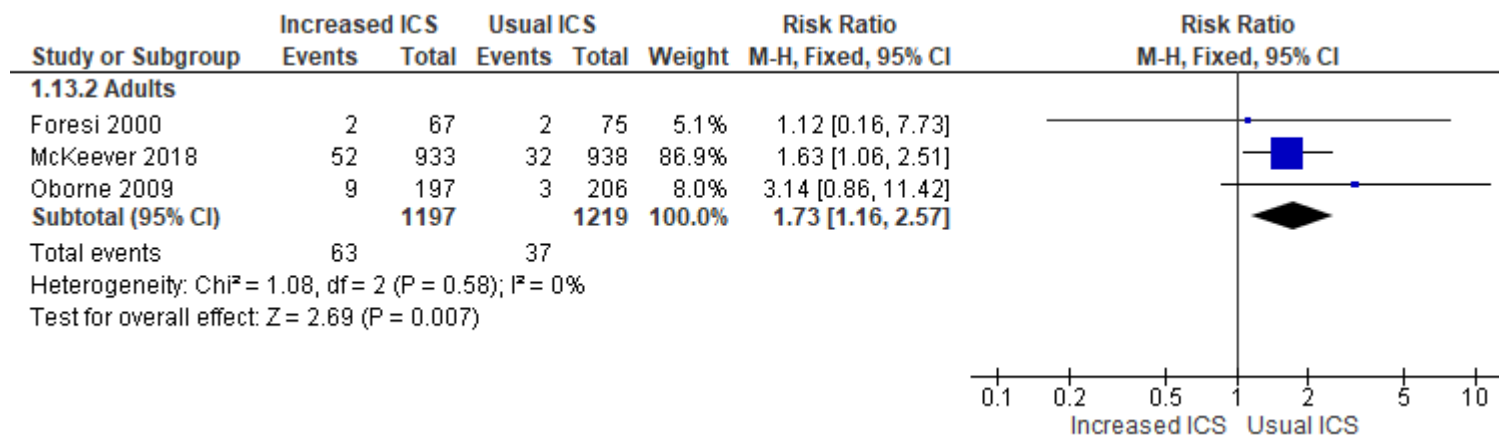 Increased ICS Usual ICS Risk Ratio Risk Ratio
Study or Subgroup Events Total Events Total Weight M-H, Fixed, 95% CI M-H, Fixed, 95% CI
1.13.2 Adults
Foresi 2000 2 67 2 75 5.1% 1.12 [0.16, 7.73]
McKeever 2018 52 933 32 938 86.9% 1.63 [1.06, 2.51]
Oborne 2009 9 197 3 206 8.0% 3.14 [0.86, 11.42]
Subtotal (95% CI) 1197 1219 100.0% 1.73 [1.16, 2.57]
Total events 63 37
Heterogeneity: Chi² = 1.08, df = 2 (P = 0.58); I² = 0%
Test for overall effect: Z = 2.69 (P = 0.007)
0.1 0.2 0.5 1 2 5 10
Increased ICS Usual ICS